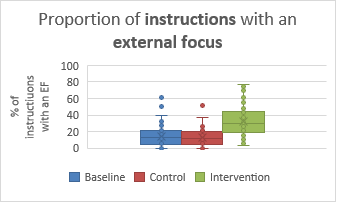 Proportion of instructions with an
external focus
% of
instructiuons
with an EF
100
80
60
40
20
0
Baseline
Control
Intervention